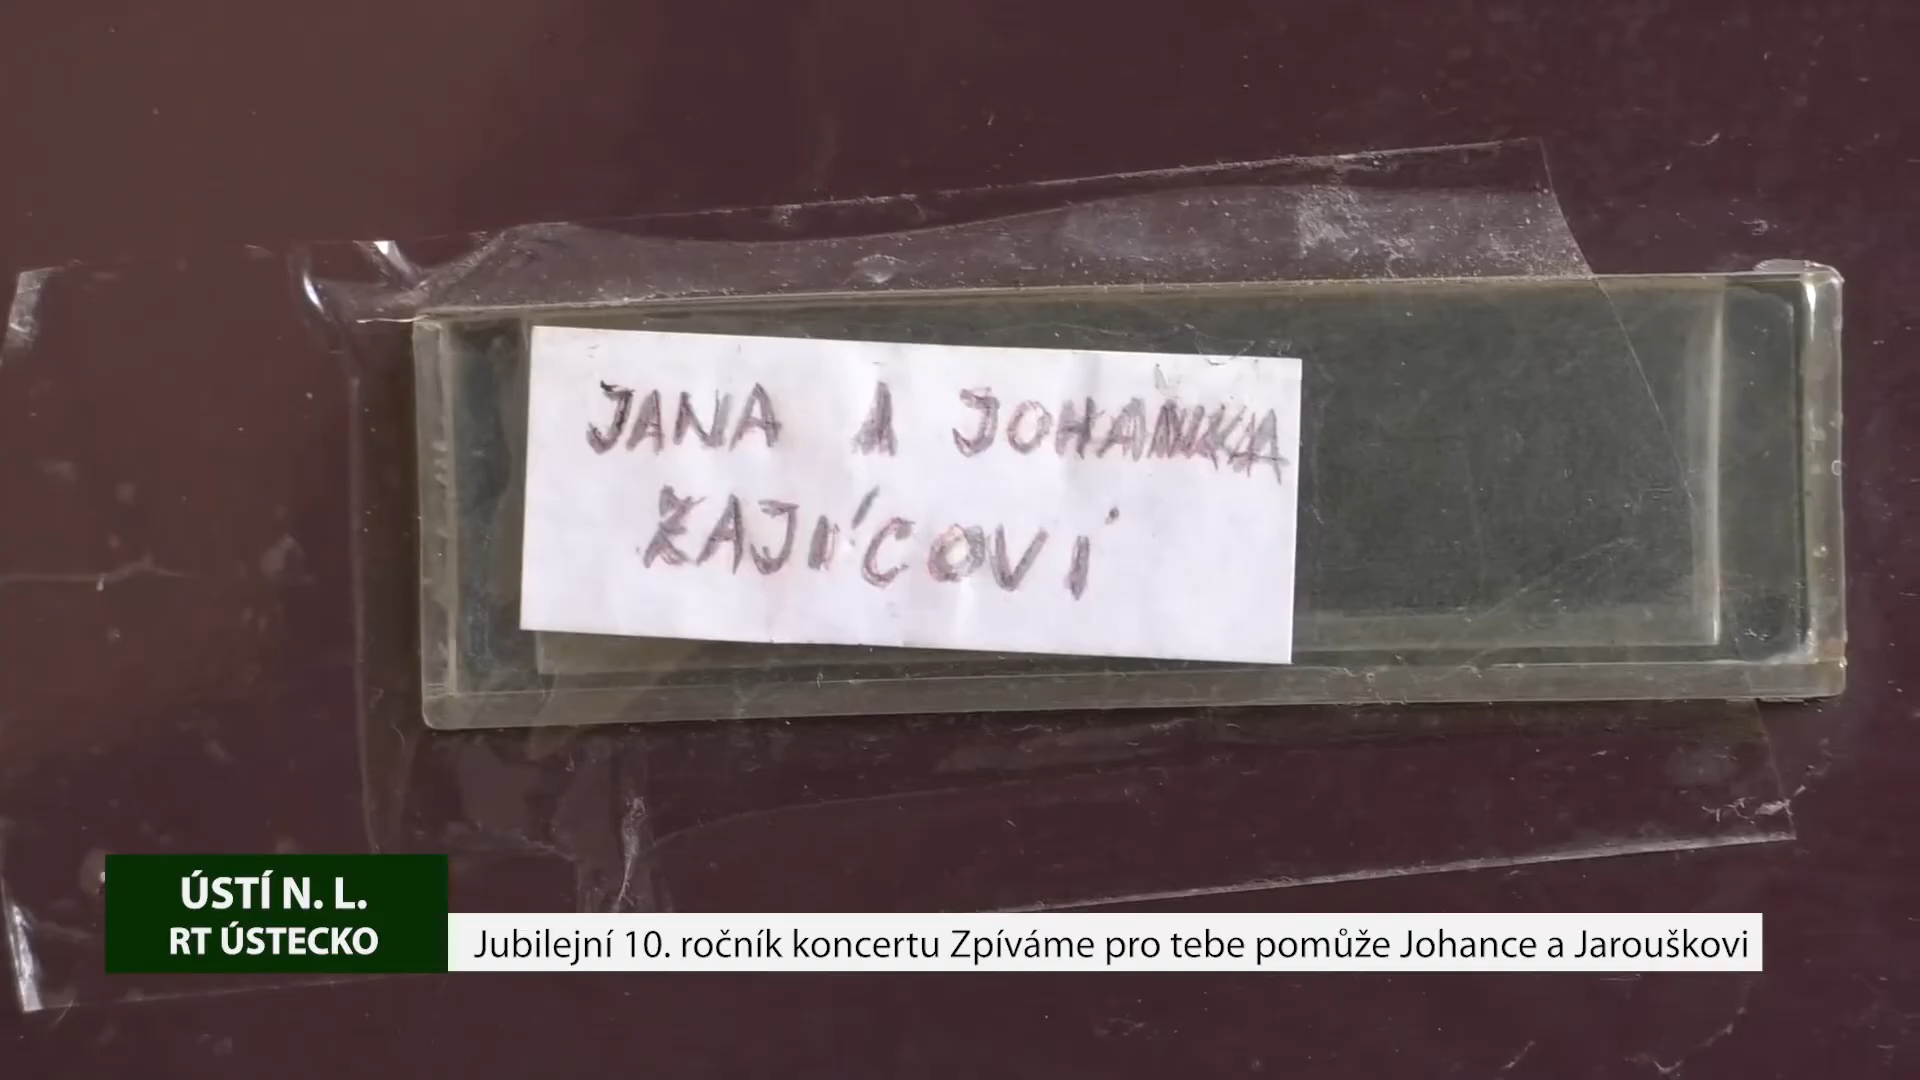 JANA A JOHANKA
ZAJÍCOVI
ÚSTÍ N. L.
RT ÚSTECKO
Jubilejní 10. ročník koncertu Zpíváme pro tebe pomůže Johance a Jarouškovi